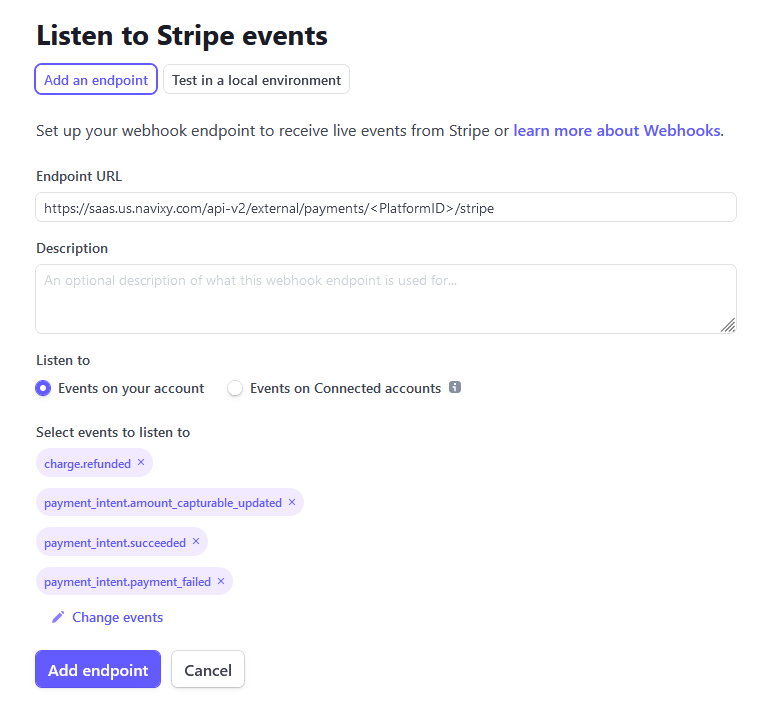 Listen to Stripe events
Add an endpoint Test in a local environment
Set up your webhook endpoint to receive live events from Stripe or learn more about Webhooks.
Endpoint URL
https://saas.us.navixy.com/api-v2/external/payments/<PlatformID>/stripe
Description
An optional description of what this webhook endpoint is used for...
Listen to
Events on your account Events on Connected accounts i
Select events to listen to
charge.refunded ×
payment_intent.amount_capturable_updated ×
payment_intent.succeeded ×
payment_intent.payment_failed ×
Change events
Add endpoint Cancel